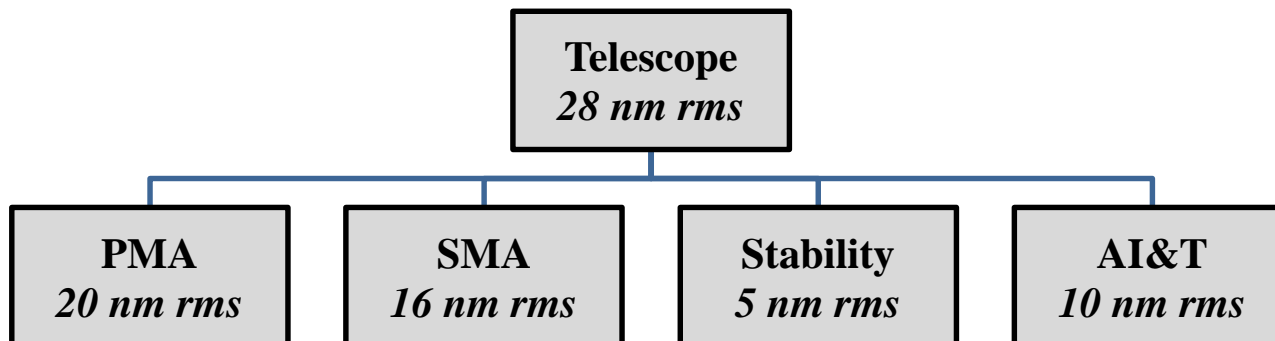 Telescope
28 nm rms
PMA
20 nm rms
SMA
16 nm rms
Stability
5 nm rms
AI&T
10 nm rms